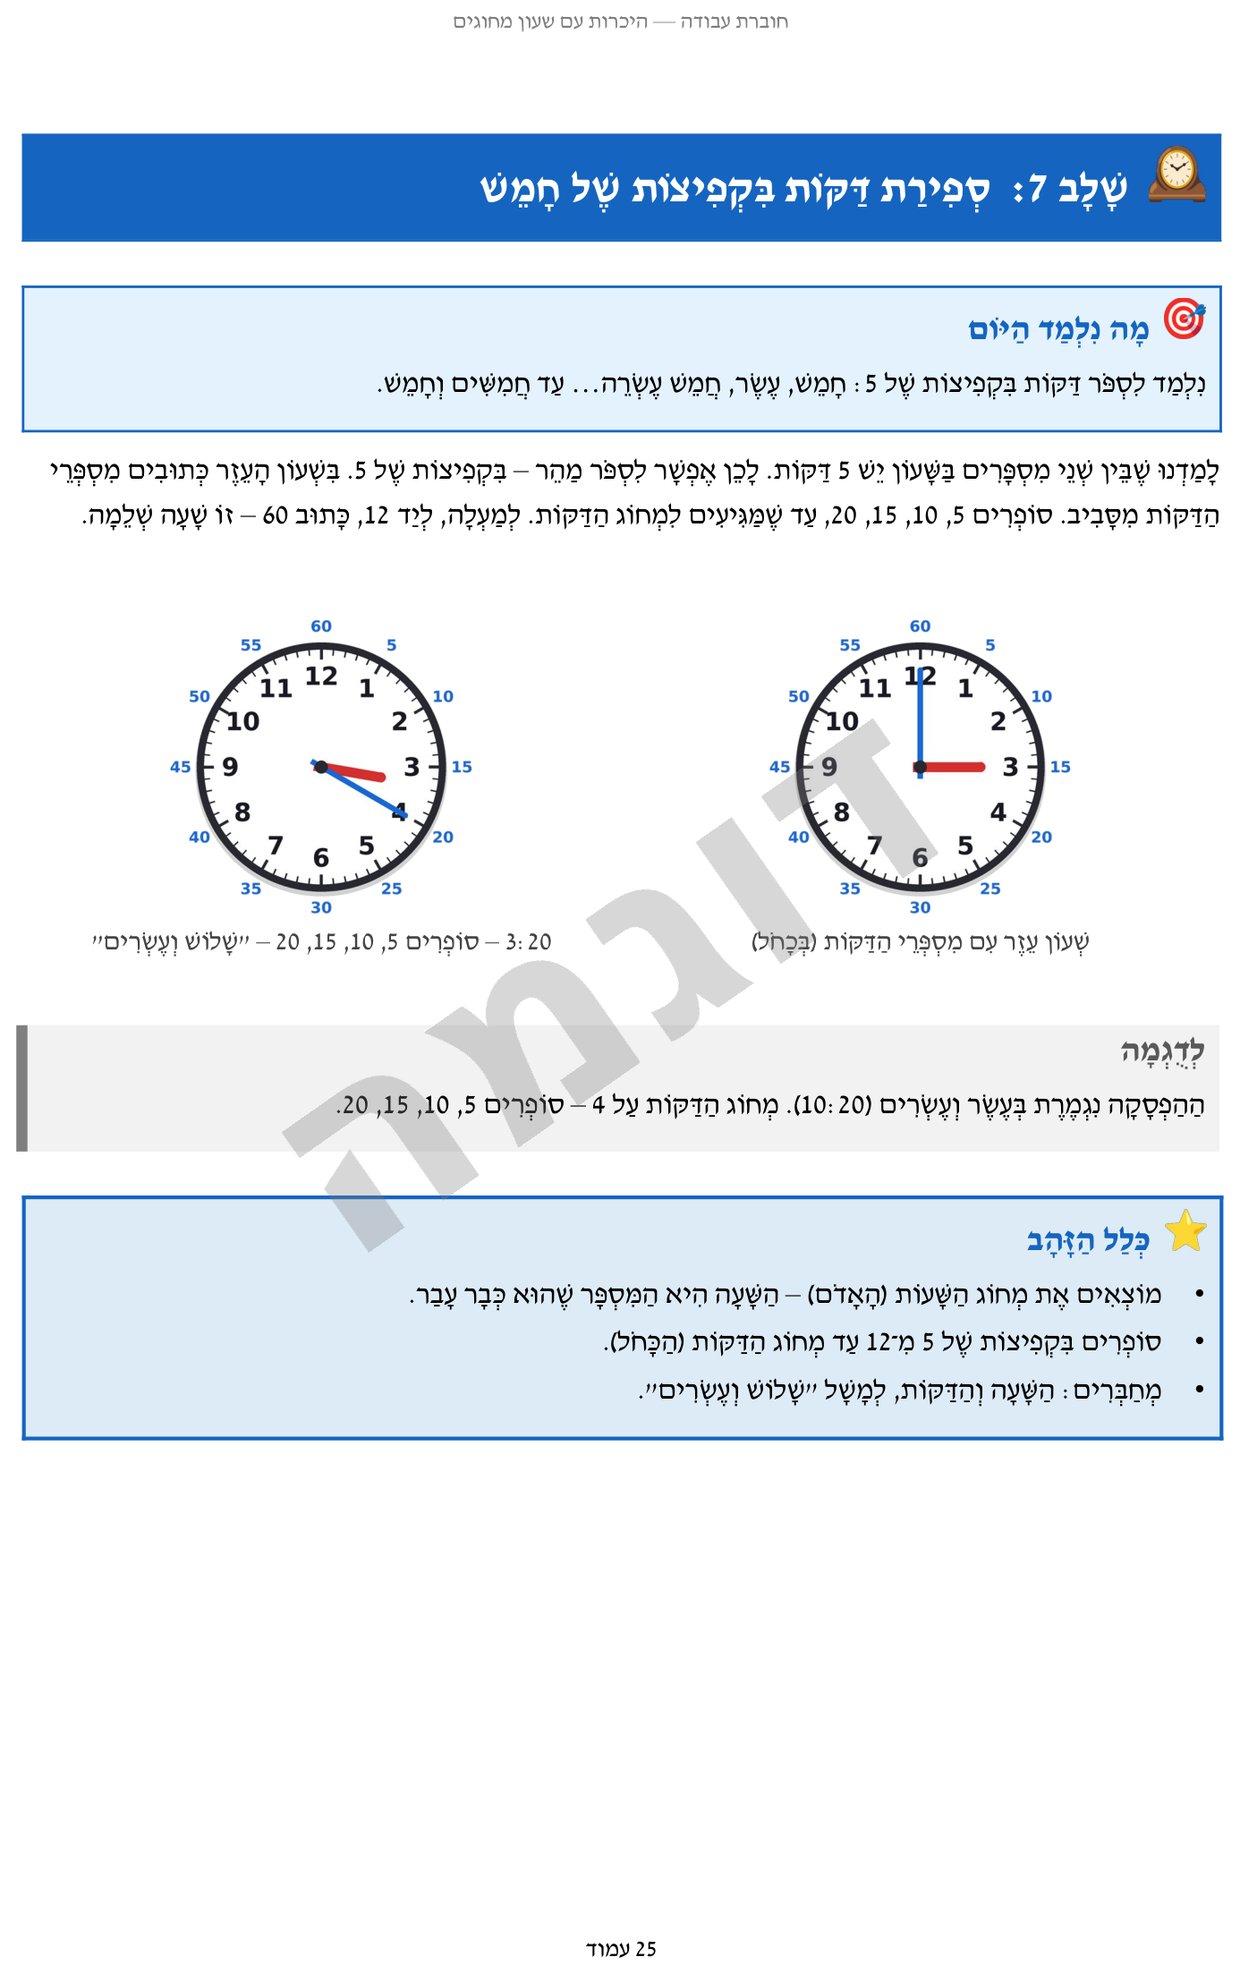 חוברת עבודה — היכרות עם שעון מחוגים
שָׁלָב 7: סְפִירַת דַּקּוֹת בִּקְפִיצוֹת שֶׁל חָמֵשׁ
מָה נִלְמַד הַיּוֹם
נִלְמַד לִסְפֹּר דַּקּוֹת בִּקְפִיצוֹת שֶׁל 5: חָמֵשׁ, עֶשֶׂר, חֲמֵשׁ עֶשְׂרֵה... עַד חֲמִשִּׁים וְחָמֵשׁ.
לָמַדְנוּ שֶׁבֵּין שְׁנֵי מִסְפָּרִים בַּשָּׁעוֹן יֵשׁ 5 דַּקּוֹת. לָכֵן אֶפְשָׁר לִסְפֹּר מַהֵר – בִּקְפִיצוֹת שֶׁל 5. בִּשְׁעוֹן הָעֵזֶר כְּתוּבִים מִסְפְּרֵי
הַדַּקּוֹת מִסָּבִיב. סוֹפְרִים 5, 10, 15, 20, עַד שֶׁמַּגִּיעִים לִמְחוֹג הַדַּקּוֹת. לְמַעְלָה, לְיַד 12, כָּתוּב 60 – זוֹ שָׁעָה שְׁלֵמָה.
60 5 10 15 20 25 30 35 40 45 50 55
12 1 2 3 4 5 6 7 8 9 10 11
שְׁעוֹן עֵזֶר עִם מִסְפְּרֵי הַדַּקּוֹת (בְּכָחֹל)
60 5 10 15 20 25 30 35 40 45 50 55
12 1 2 3 4 5 6 7 8 9 10 11
3:20 – סוֹפְרִים 5, 10, 15, 20 – "שָׁלוֹשׁ וְעֶשְׂרִים"
דוגמה
לְדֻגְמָה
הַהַפְסָקָה נִגְמֶרֶת בְּעֶשֶׂר וְעֶשְׂרִים (10:20). מְחוֹג הַדַּקּוֹת עַל 4 – סוֹפְרִים 5, 10, 15, 20.
כְּלַל הַזָּהָב
• מוֹצְאִים אֶת מְחוֹג הַשָּׁעוֹת (הָאָדֹם) – הַשָּׁעָה הִיא הַמִּסְפָּר שֶׁהוּא כְּבָר עָבַר.
• סוֹפְרִים בִּקְפִיצוֹת שֶׁל 5 מִ־12 עַד מְחוֹג הַדַּקּוֹת (הַכָּחֹל).
• מְחַבְּרִים: הַשָּׁעָה וְהַדַּקּוֹת, לְמָשָׁל "שָׁלוֹשׁ וְעֶשְׂרִים".
25 עמוד